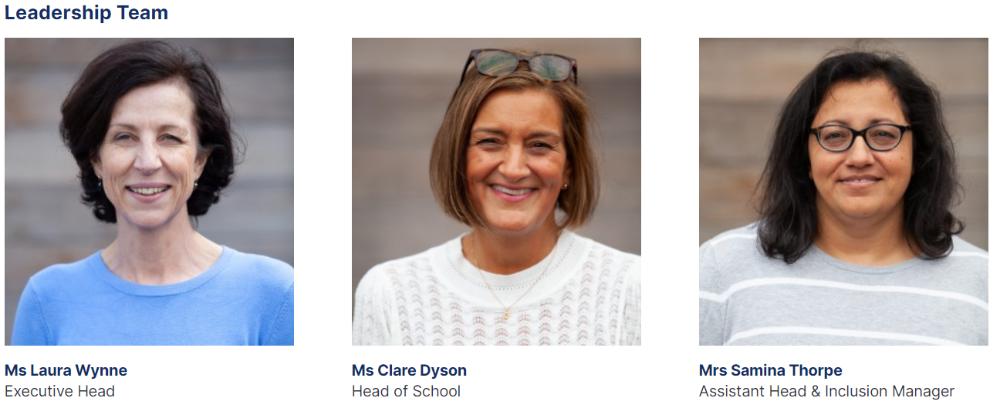 Leadership Team
Ms Laura Wynne
Executive Head
Ms Clare Dyson
Head of School
Mrs Samina Thorpe
Assistant Head & Inclusion Manager